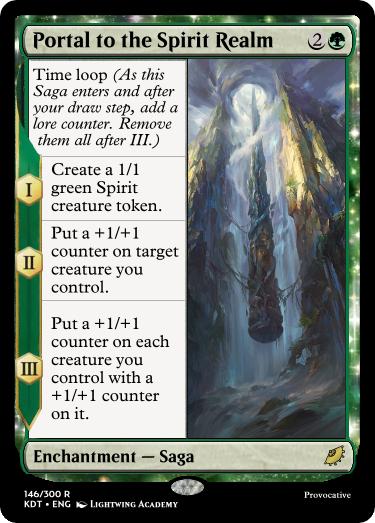 Portal to the Spirit Realm 2
Time loop (As this
Saga enters and after
your draw step, add a
lore counter. Remove
them all after III.)
I
Create a 1/1
green Spirit
creature token.
II
Put a +1/+1
counter on target
creature you
control.
III
Put a +1/+1
counter on each
creature you
control with a
+1/+1 counter
on it.
Enchantment — Saga
146/300 R
KDT • ENG Lightwing Academy
Provocative